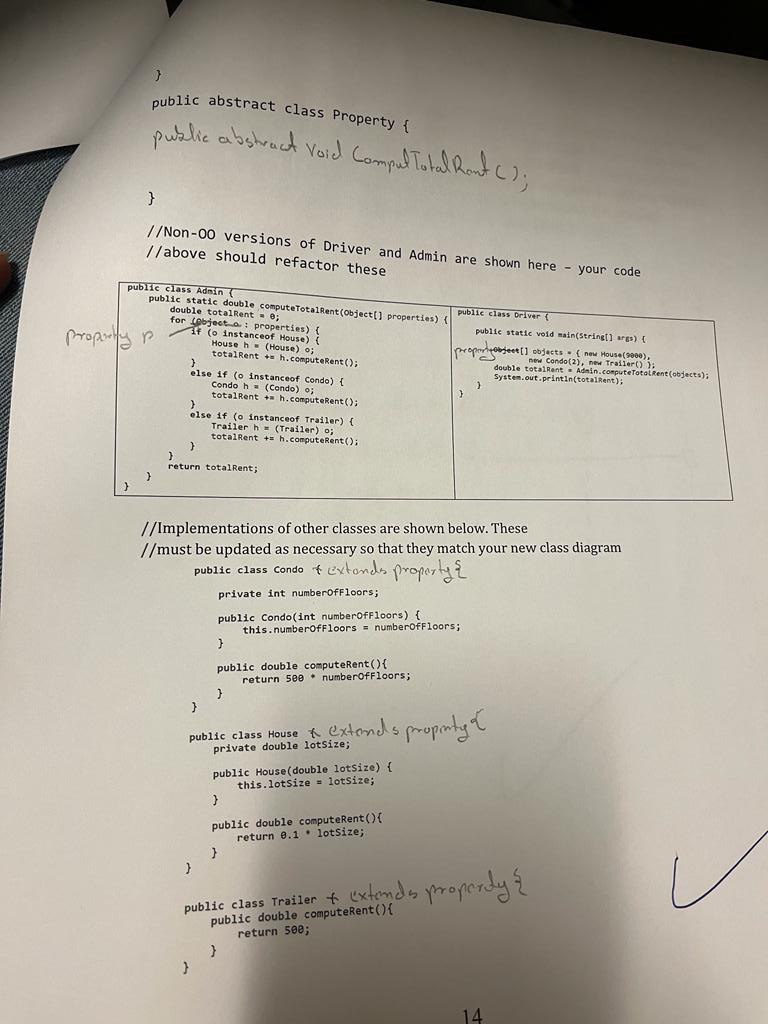 }
public abstract class Property {
public abstract void ComputTotalRent();
}
//Non-OO versions of Driver and Admin are shown here – your code
//above should refactor these
public class Admin {
public static double computeTotalRent(Object[] properties) {
double totalRent = 0;
for (Object o : properties) {
property p
if (o instanceof House) {
House h = (House) o;
totalRent += h.computeRent();
}
else if (o instanceof Condo) {
Condo h = (Condo) o;
totalRent += h.computeRent();
}
else if (o instanceof Trailer) {
Trailer h = (Trailer) o;
totalRent += h.computeRent();
}
}
return totalRent;
}
}
public class Driver {
public static void main(String[] args) {
property Object[] objects = { new House(9000),
new Condo(2), new Trailer() };
double totalRent = Admin.computeTotalRent(objects);
System.out.println(totalRent);
}
}
//Implementations of other classes are shown below. These
//must be updated as necessary so that they match your new class diagram
public class Condo { extends property {
private int numberOfFloors;
public Condo(int numberOfFloors) {
this.numberOfFloors = numberOfFloors;
}
public double computeRent(){
return 500 * numberOfFloors;
}
}
public class House { extends property {
private double lotSize;
public House(double lotSize) {
this.lotSize = lotSize;
}
public double computeRent(){
return 0.1 * lotSize;
}
}
public class Trailer { extends property {
public double computeRent(){
return 500;
}
}
14